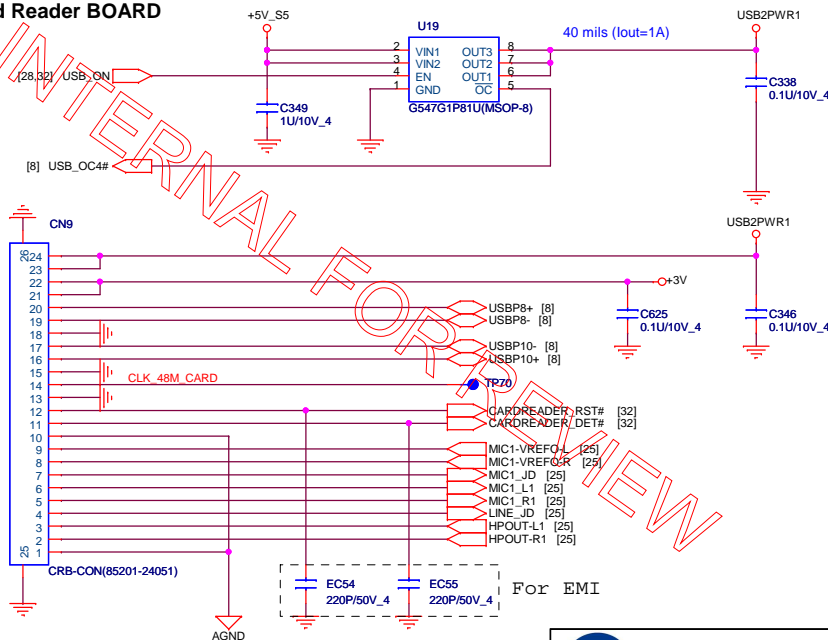 d Reader BOARD
+5V_S5
U19
USB2PWR1
40 mils (Iout=1A)
2 VIN1 OUT3 8
3 VIN2 OUT2 7
4 EN OUT1 6
1 GND OC 5
G547G1P81U(MSOP-8)
[28,32] USB_ON
C349
1U/10V_4
C338
0.1U/10V_4
[8] USB_OC4#
CN9
USB2PWR1
+3V
C625
0.1U/10V_4
C346
0.1U/10V_4
26
24
23
22
21
20 USBP8+ [8]
19 USBP8- [8]
18
17 USBP10- [8]
16 USBP10+ [8]
15
CLK_48M_CARD
14 TP70
13
12 CARDREADER_RST# [32]
11 CARDREADER_DET# [32]
10
9 MIC1-VREFO-L [25]
8 MIC1-VREFO-R [25]
7 MIC1_JD [25]
6 MIC1_L1 [25]
5 MIC1_R1 [25]
4 LINE_JD [25]
3 HPOUT-L1 [25]
2 HPOUT-R1 [25]
1
25
CRB-CON(85201-24051)
EC54
220P/50V_4
EC55
220P/50V_4
For EMI
AGND
INTERNAL FOR REVIEW